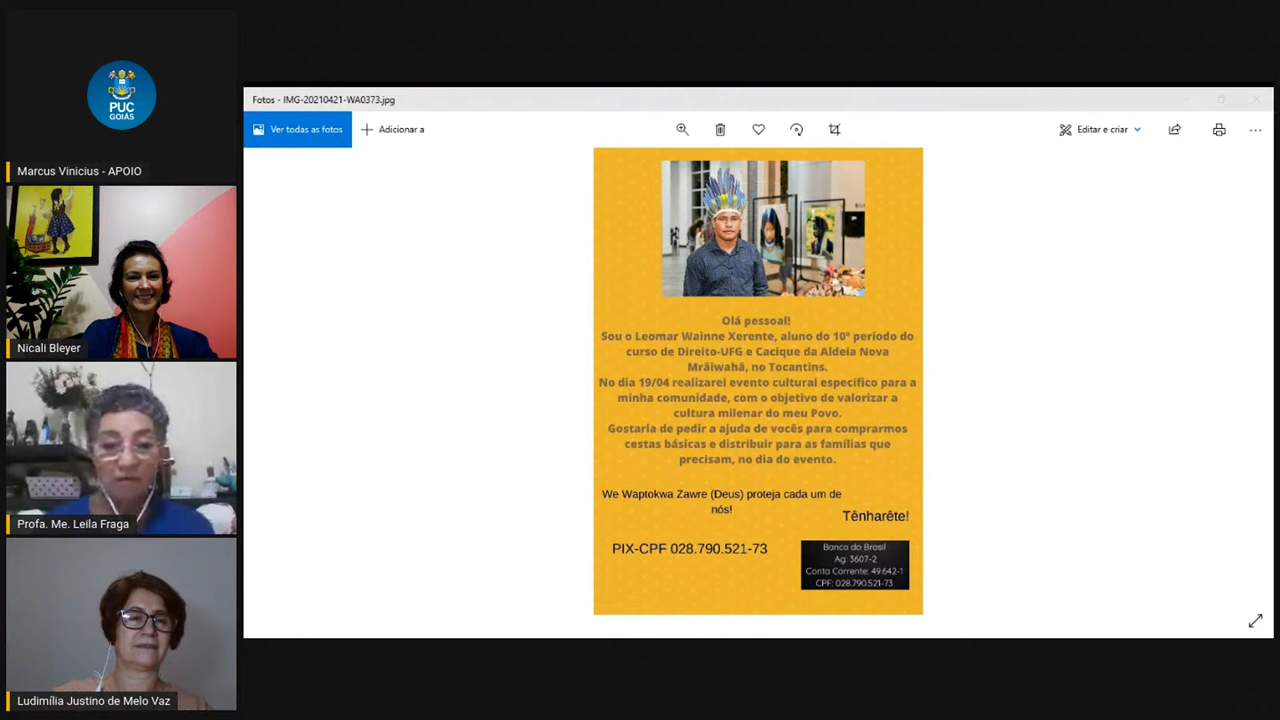 PUC
GOIÁS
Marcus Vinicius - APOIO
Nicali Bleyer
Profa. Me. Leila Fraga
Ludimília Justino de Melo Vaz
Fotos - IMG-20210421-WA0373.jpg
Ver todas as fotos
Adicionar a
Editar e criar
Olá pessoal!
Sou o Leomar Wainne Xerente, aluno do 10º período do
curso de Direito-UFG e Cacique da Aldeia Nova
Mrãiwahã, no Tocantins.
No dia 19/04 realizarei evento cultural específico para a
minha comunidade, com o objetivo de valorizar a
cultura milenar do meu Povo.
Gostaria de pedir a ajuda de vocês para comprarmos
cestas básicas e distribuir para as famílias que
precisam, no dia do evento.
We Waptokwa Zawre (Deus) proteja cada um de
nós!
Tênharête!
PIX-CPF 028.790.521-73
Banco do Brasil
Ag: 3607-2
Conta Corrente: 49.642-1
CPF: 028.790.521-73